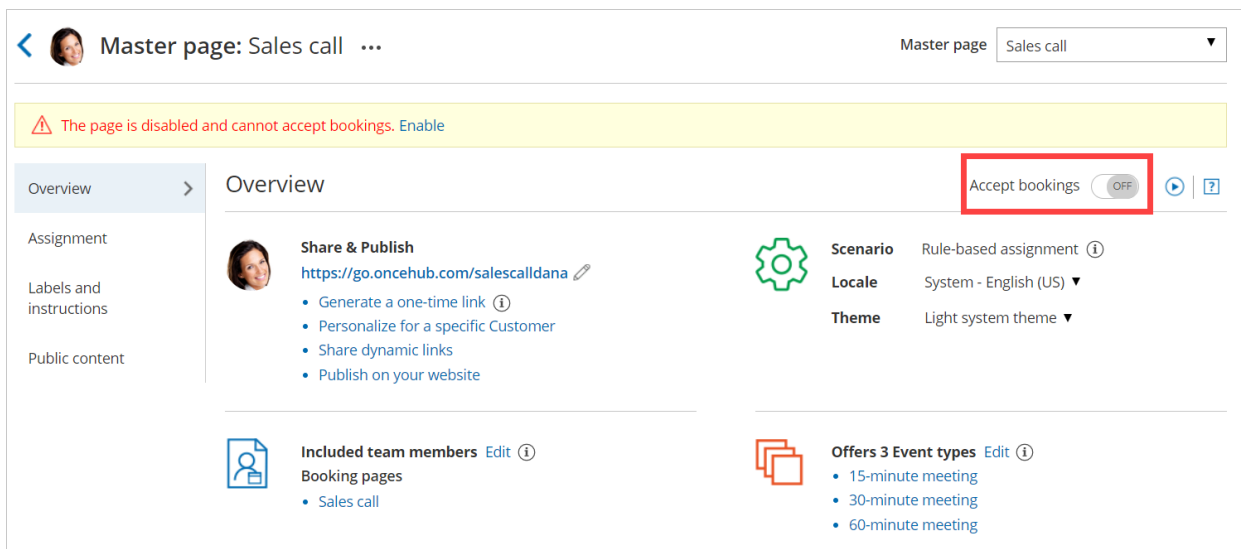 Master page: Sales call ...
Master page Sales call ▼
The page is disabled and cannot accept bookings. Enable
Overview
Assignment
Labels and
instructions
Public content
Overview
Accept bookings OFF
?
Share & Publish
https://go.oncehub.com/salescalldana
• Generate a one-time link i
• Personalize for a specific Customer
• Share dynamic links
• Publish on your website
Scenario Rule-based assignment i
Locale System - English (US) ▼
Theme Light system theme ▼
Included team members Edit i
Booking pages
• Sales call
Offers 3 Event types Edit i
• 15-minute meeting
• 30-minute meeting
• 60-minute meeting